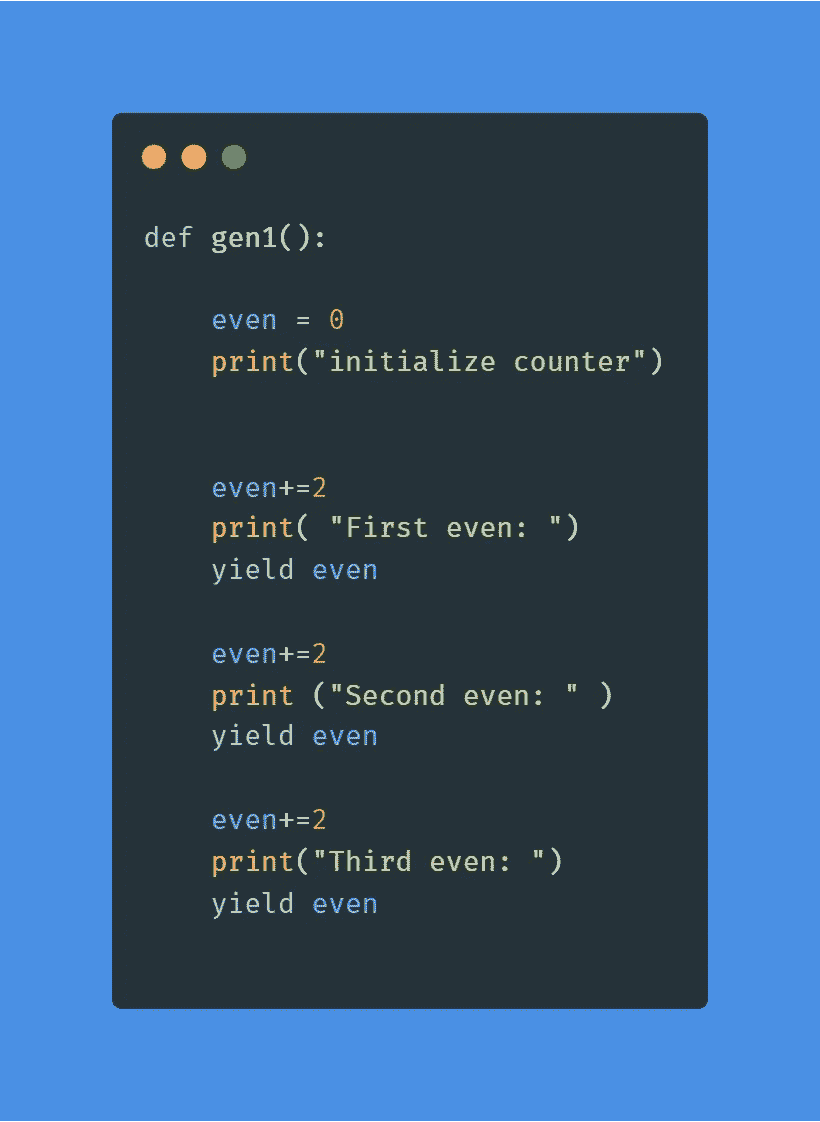 def gen1():
    even = 0
    print("initialize counter")
    even+=2
    print( "First even: ")
    yield even
    even+=2
    print ("Second even: " )
    yield even
    even+=2
    print("Third even: ")
    yield even